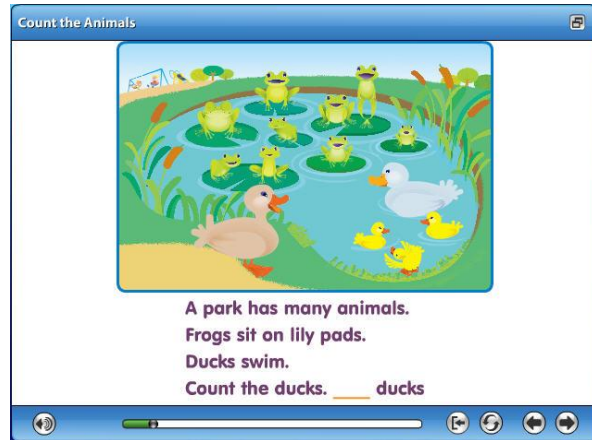 Count the Animals
A park has many animals.
Frogs sit on lily pads.
Ducks swim.
Count the ducks. ____ ducks